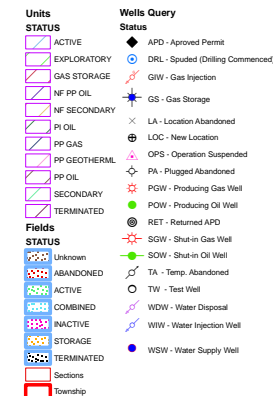 Units
STATUS
ACTIVE
EXPLORATORY
GAS STORAGE
NF PP OIL
NF SECONDARY
PI OIL
PP GAS
PP GEOTHERML
PP OIL
SECONDARY
TERMINATED
Fields
STATUS
Unknown
ABANDONED
ACTIVE
COMBINED
INACTIVE
STORAGE
TERMINATED
Sections
Township
Wells Query
Status
APD - Aproved Permit
DRL - Spuded (Drilling Commenced)
GIW - Gas Injection
GS - Gas Storage
LA - Location Abandoned
LOC - New Location
OPS - Operation Suspended
PA - Plugged Abandoned
PGW - Producing Gas Well
POW - Producing Oil Well
RET - Returned APD
SGW - Shut-in Gas Well
SOW - Shut-in Oil Well
TA - Temp. Abandoned
TW - Test Well
WDW - Water Disposal
WIW - Water Injection Well
WSW - Water Supply Well